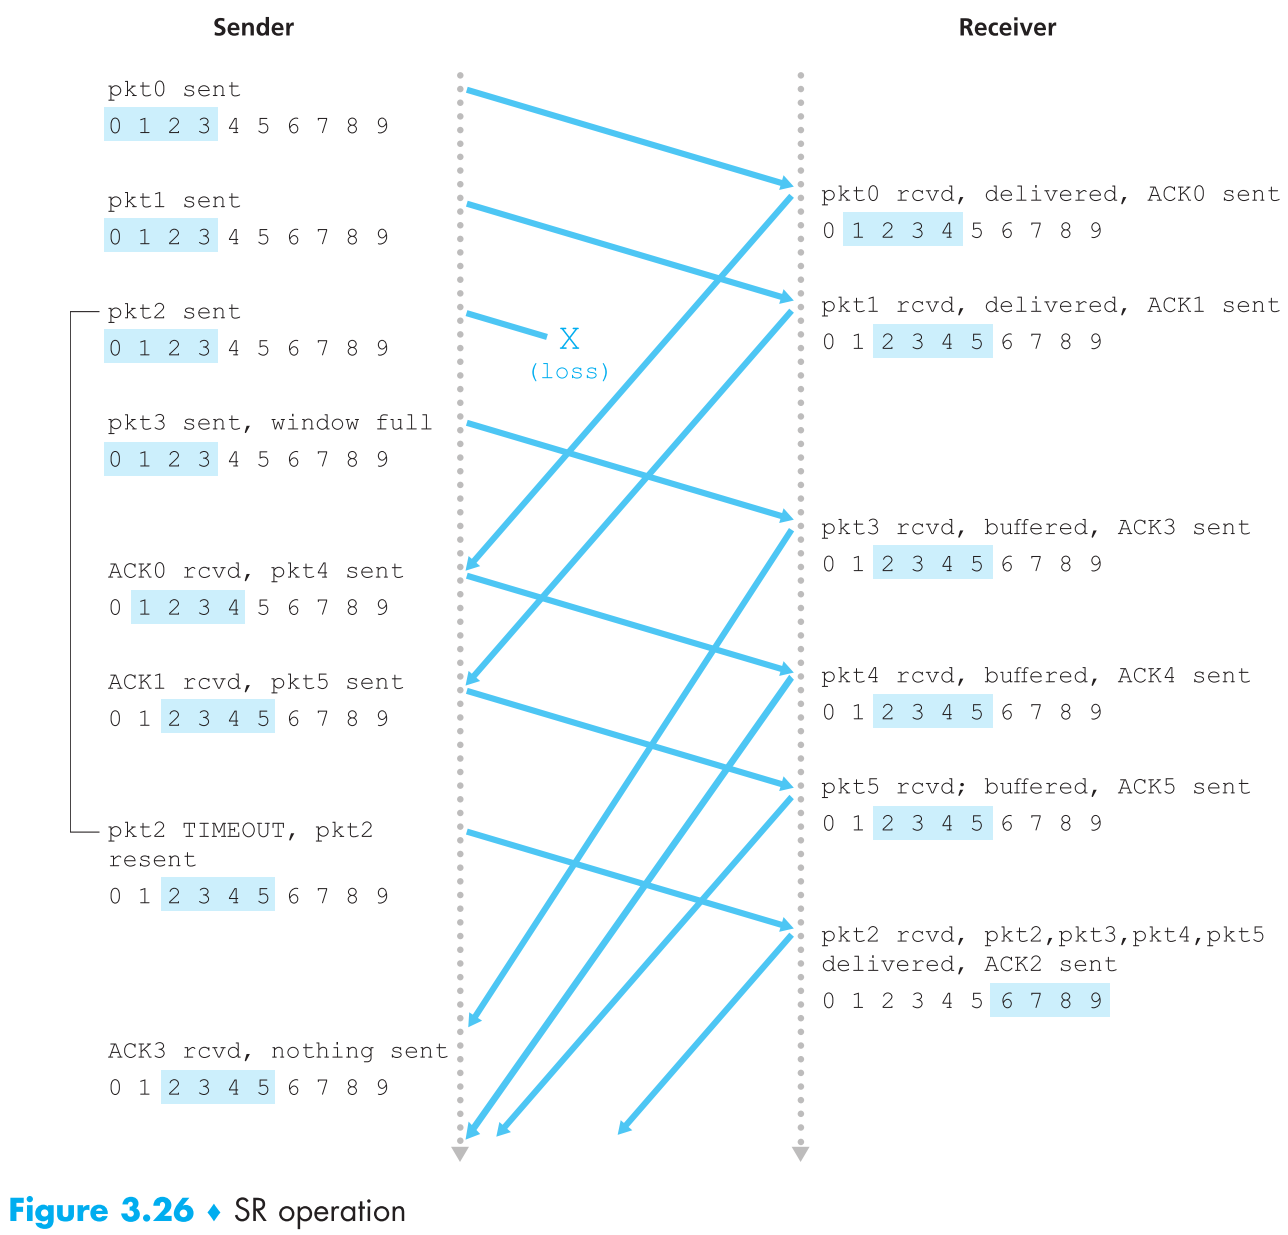 Sender
pkt0 sent
0 1 2 3 4 5 6 7 8 9
pkt1 sent
0 1 2 3 4 5 6 7 8 9
pkt2 sent
0 1 2 3 4 5 6 7 8 9
pkt3 sent, window full
0 1 2 3 4 5 6 7 8 9
ACK0 rcvd, pkt4 sent
0 1 2 3 4 5 6 7 8 9
ACK1 rcvd, pkt5 sent
0 1 2 3 4 5 6 7 8 9
pkt2 TIMEOUT, pkt2
resent
0 1 2 3 4 5 6 7 8 9
ACK3 rcvd, nothing sent
0 1 2 3 4 5 6 7 8 9
X
(loss)
Receiver
pkt0 rcvd, delivered, ACK0 sent
0 1 2 3 4 5 6 7 8 9
pkt1 rcvd, delivered, ACK1 sent
0 1 2 3 4 5 6 7 8 9
pkt3 rcvd, buffered, ACK3 sent
0 1 2 3 4 5 6 7 8 9
pkt4 rcvd, buffered, ACK4 sent
0 1 2 3 4 5 6 7 8 9
pkt5 rcvd; buffered, ACK5 sent
0 1 2 3 4 5 6 7 8 9
pkt2 rcvd, pkt2,pkt3,pkt4,pkt5
delivered, ACK2 sent
0 1 2 3 4 5 6 7 8 9
Figure 3.26 ♦ SR operation